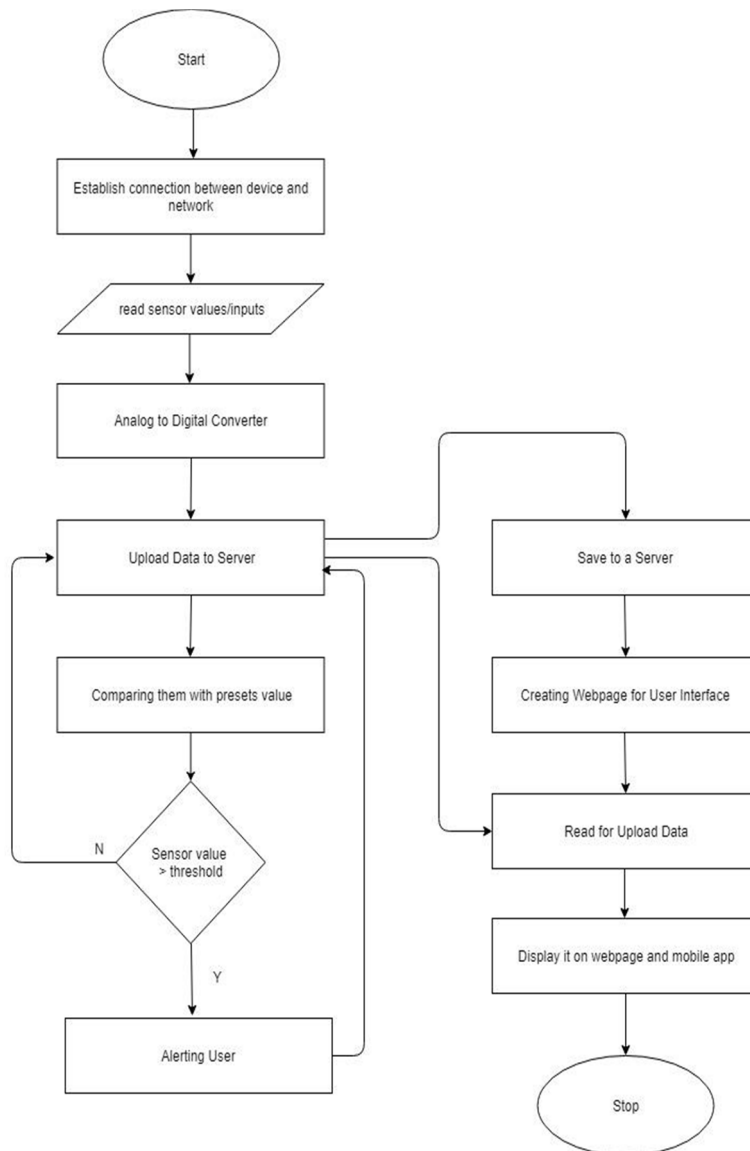 Start
Establish connection between device and
network
read sensor values/inputs
Analog to Digital Converter
Upload Data to Server
Comparing them with presets value
N
Sensor value
> threshold
Y
Alerting User
Save to a Server
Creating Webpage for User Interface
Read for Upload Data
Display it on webpage and mobile app
Stop